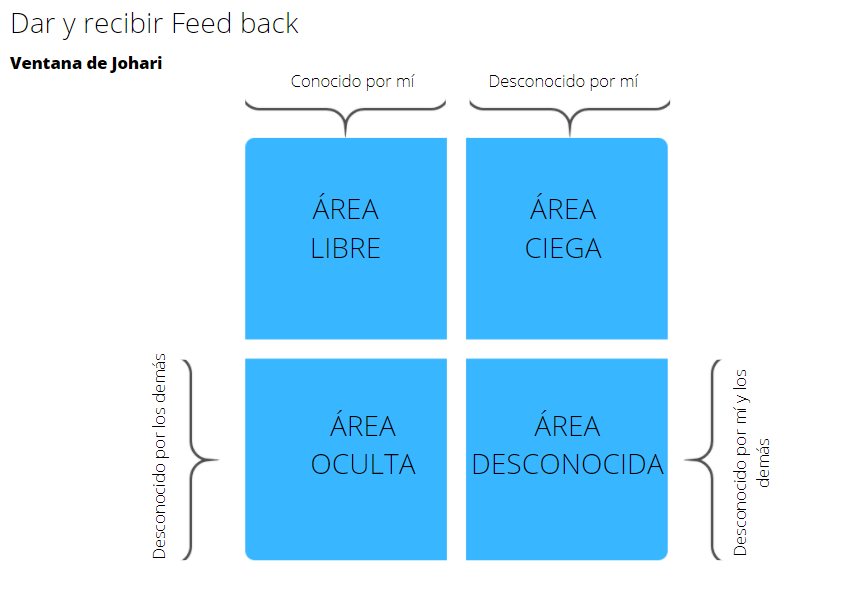 Dar y recibir Feed back
Ventana de Johari
Conocido por mí
Desconocido por mí
ÁREA
LIBRE
ÁREA
CIEGA
Desconocido por los demás
ÁREA
OCULTA
ÁREA
DESCONOCIDA
Desconocido por mí y los
demás